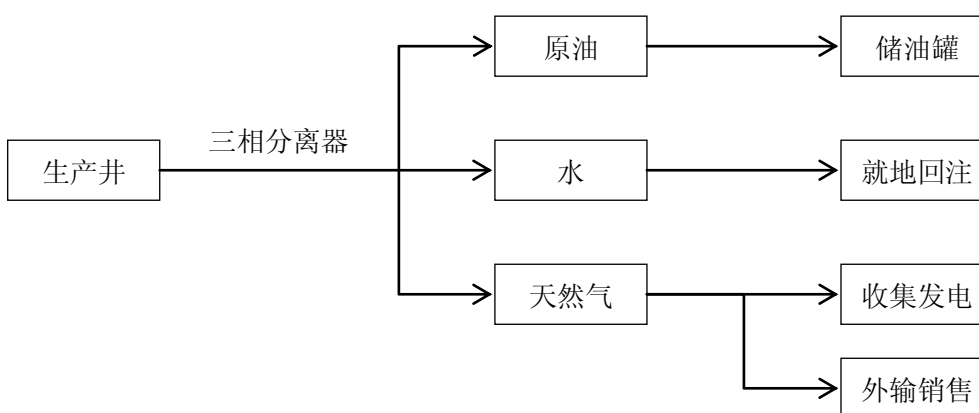 原油
储油罐
三相分离器
生产井
水
就地回注
天然气
收集发电
外输销售